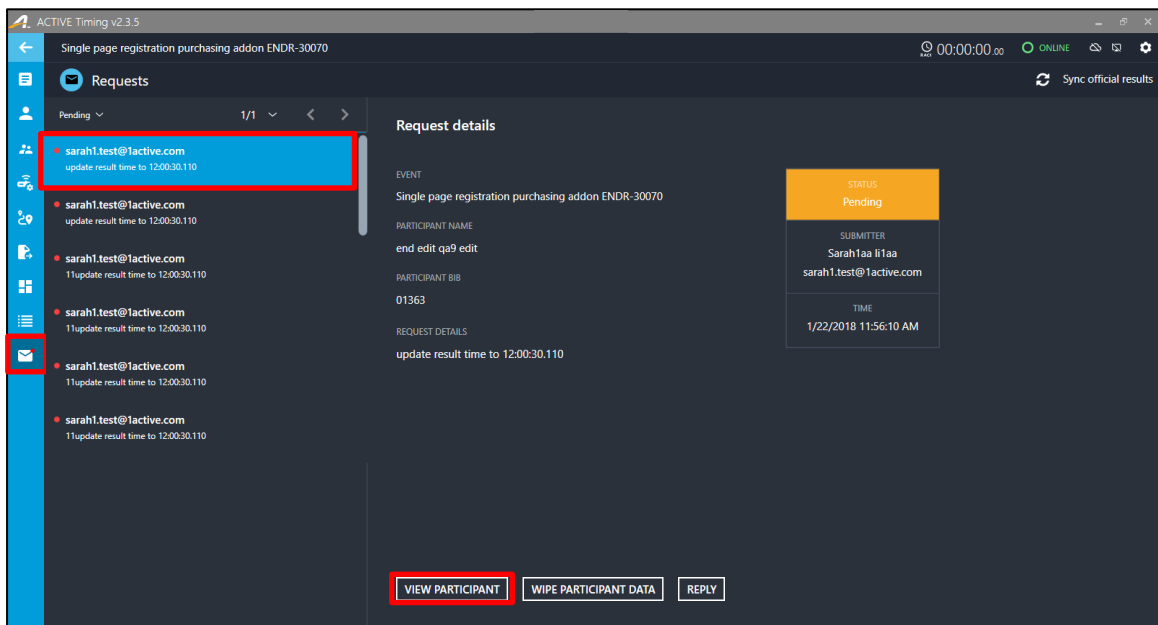 ACTIVE Timing v2.3.5
Single page registration purchasing addon ENDR-30070
RACE 00:00:00.00
ONLINE
Requests
Sync official results
Pending
1/1
sarah1.test@1active.com
update result time to 12:00:30.110
sarah1.test@1active.com
update result time to 12:00:30.110
sarah1.test@1active.com
11update result time to 12:00:30.110
sarah1.test@1active.com
11update result time to 12:00:30.110
sarah1.test@1active.com
11update result time to 12:00:30.110
sarah1.test@1active.com
11update result time to 12:00:30.110
Request details
EVENT
Single page registration purchasing addon ENDR-30070
PARTICIPANT NAME
end edit qa9 edit
PARTICIPANT BIB
01363
REQUEST DETAILS
update result time to 12:00:30.110
STATUS
Pending
SUBMITTER
Sarah1aa li1aa
sarah1.test@1active.com
TIME
1/22/2018 11:56:10 AM
VIEW PARTICIPANT
WIPE PARTICIPANT DATA
REPLY